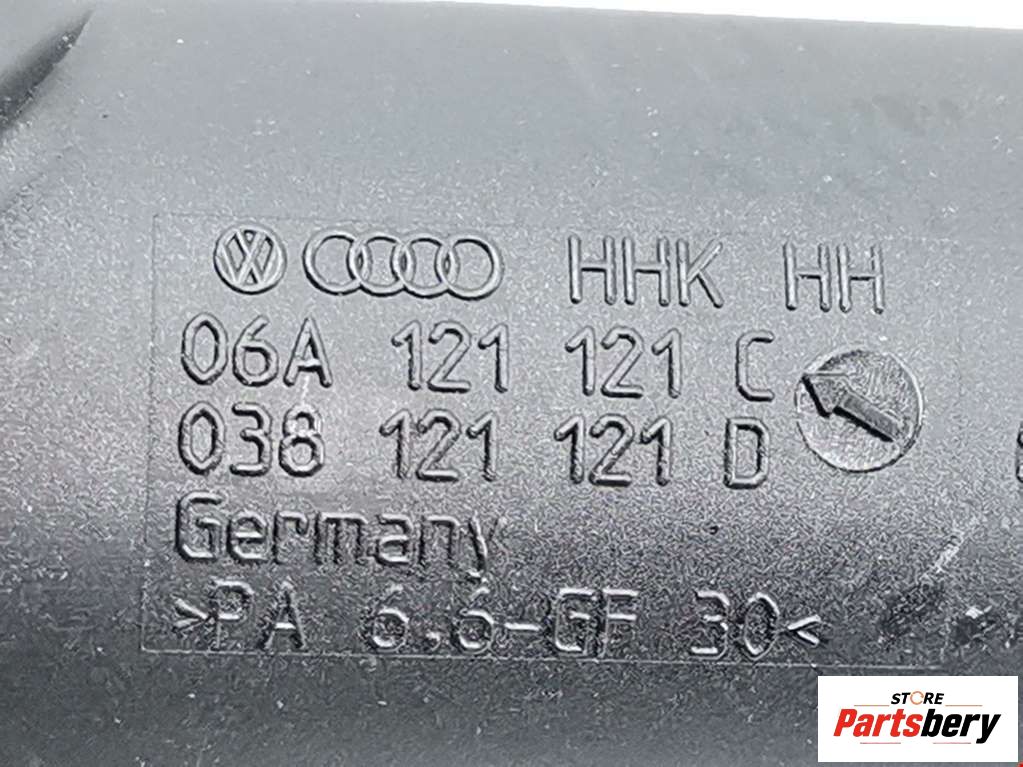 HHK HH
06A 121 121 C
038 121 121 D
Germany
>PA 6.6-GF 30<
STORE
Partsbery